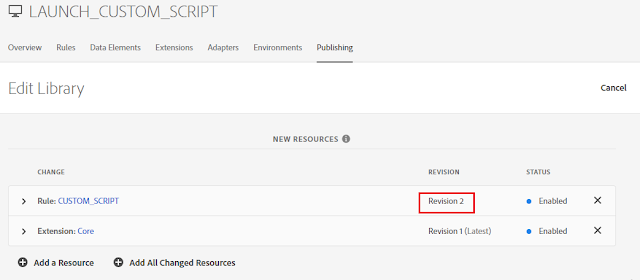 LAUNCH_CUSTOM_SCRIPT
Overview Rules Data Elements Extensions Adapters Environments Publishing
Edit Library Cancel
NEW RESOURCES
CHANGE REVISION STATUS
Rule: CUSTOM_SCRIPT Revision 2 Enabled
Extension: Core Revision 1 (Latest) Enabled
Add a Resource Add All Changed Resources